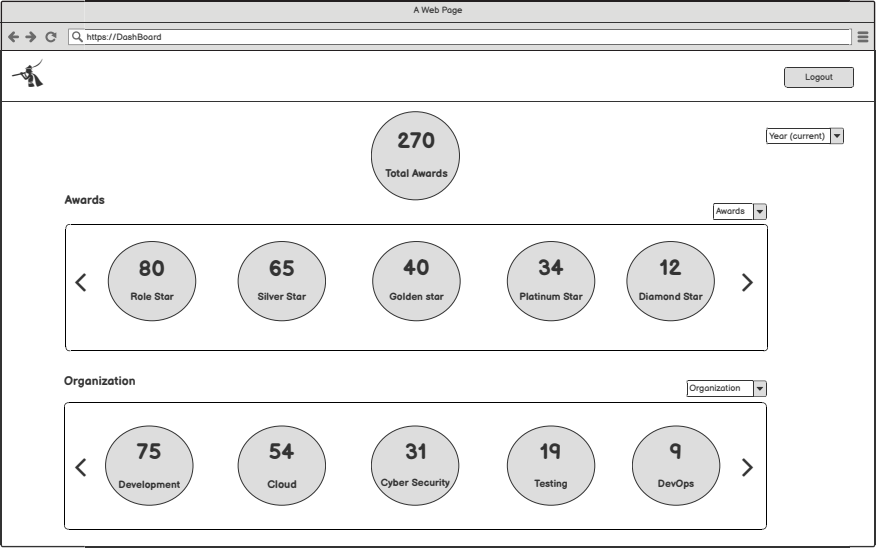 A Web Page
https://DashBoard
Logout
270
Total Awards
Year (current)
Awards
Awards
80
Role Star
65
Silver Star
40
Golden star
34
Platinum Star
12
Diamond Star
Organization
Organization
75
Development
54
Cloud
31
Cyber Security
19
Testing
9
DevOps